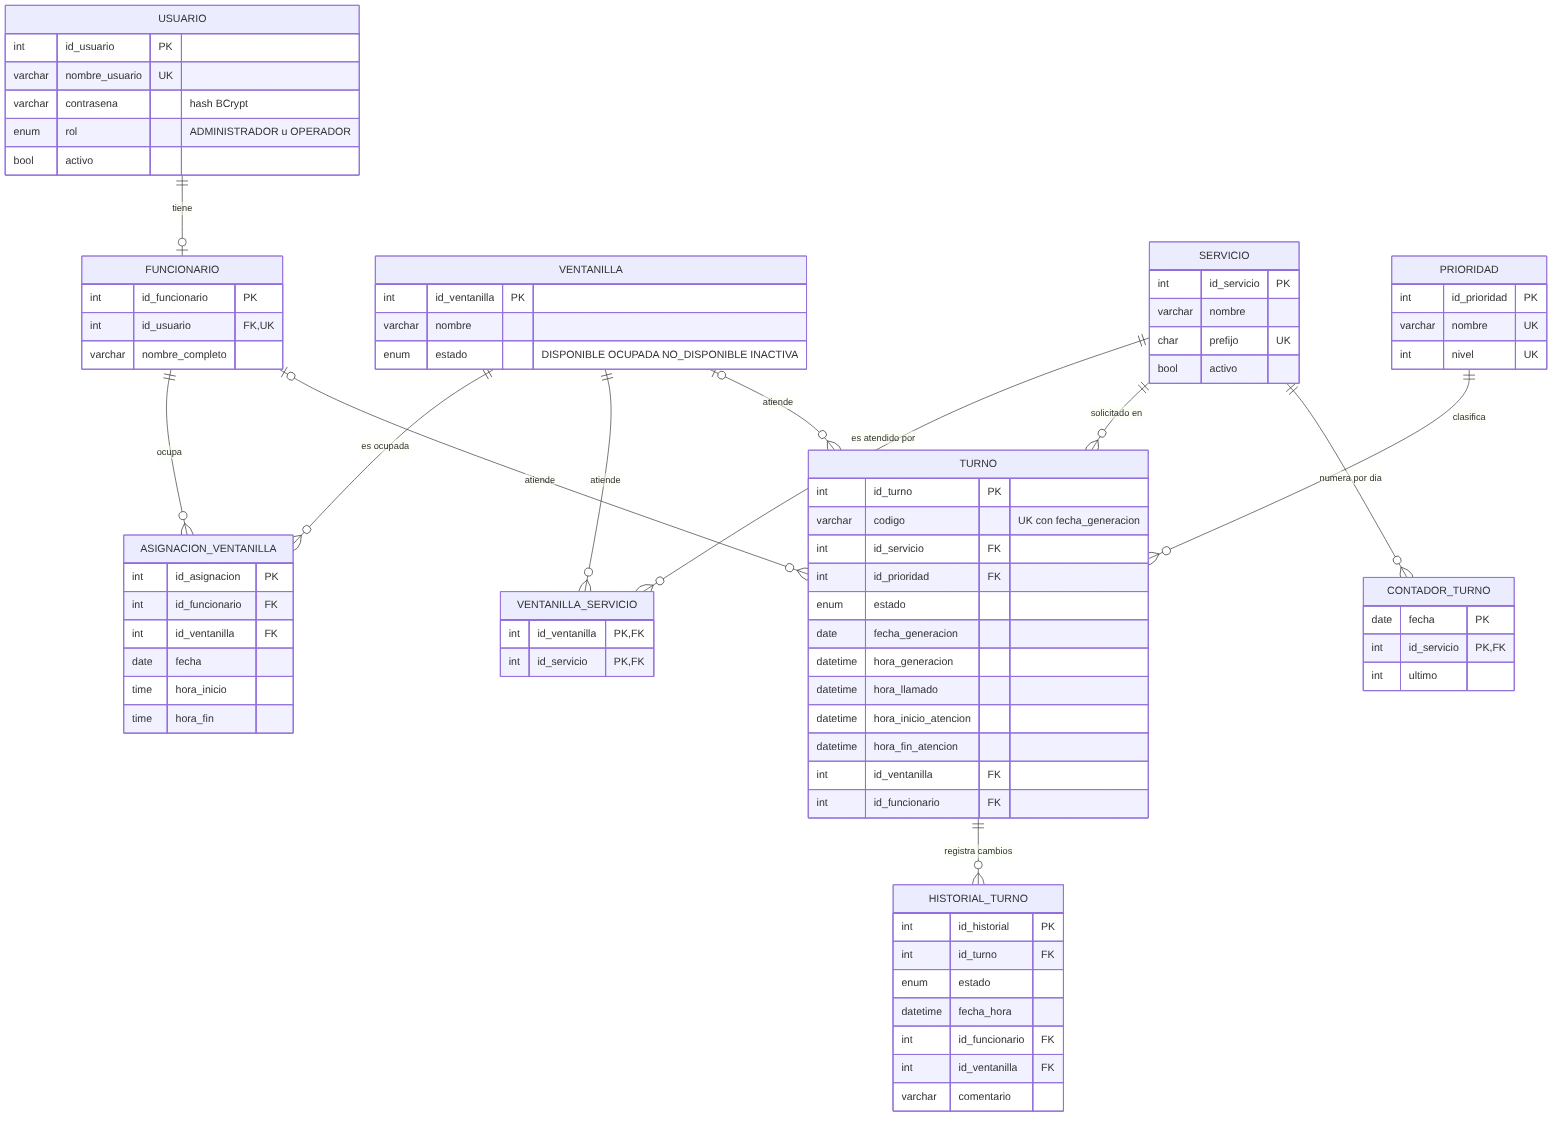 USUARIO
int id_usuario PK
varchar nombre_usuario UK
varchar contrasena hash BCrypt
enum rol ADMINISTRADOR u OPERADOR
bool activo
tiene
FUNCIONARIO
int id_funcionario PK
int id_usuario FK,UK
varchar nombre_completo
VENTANILLA
int id_ventanilla PK
varchar nombre
enum estado DISPONIBLE OCUPADA NO_DISPONIBLE INACTIVA
SERVICIO
int id_servicio PK
varchar nombre
char prefijo UK
bool activo
PRIORIDAD
int id_prioridad PK
varchar nombre UK
int nivel UK
ocupa
es ocupada
atiende
atiende
atiende
es atendido por
solicitado en
numera por dia
clasifica
ASIGNACION_VENTANILLA
int id_asignacion PK
int id_funcionario FK
int id_ventanilla FK
date fecha
time hora_inicio
time hora_fin
VENTANILLA_SERVICIO
int id_ventanilla PK,FK
int id_servicio PK,FK
TURNO
int id_turno PK
varchar codigo UK con fecha_generacion
int id_servicio FK
int id_prioridad FK
enum estado
date fecha_generacion
datetime hora_generacion
datetime hora_llamado
datetime hora_inicio_atencion
datetime hora_fin_atencion
int id_ventanilla FK
int id_funcionario FK
CONTADOR_TURNO
date fecha PK
int id_servicio PK,FK
int ultimo
registra cambios
HISTORIAL_TURNO
int id_historial PK
int id_turno FK
enum estado
datetime fecha_hora
int id_funcionario FK
int id_ventanilla FK
varchar comentario